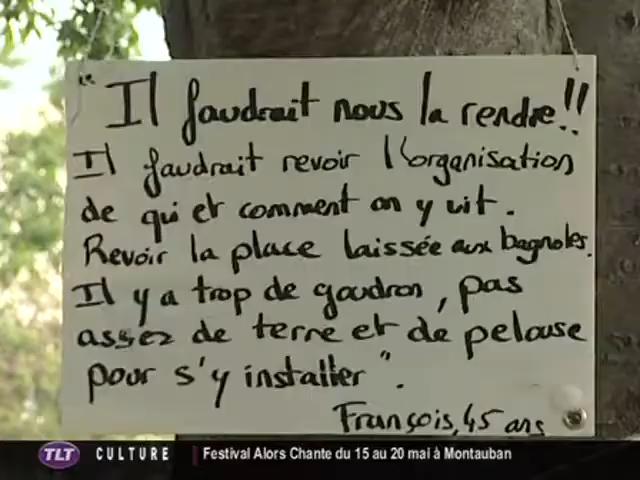 " Il faudrait nous la rendre!!
Il faudrait revoir l'organisation
de qui et comment on y vit.
Revoir la place laissée aux bagnoles.
Il y a trop de goudron, pas
assez de terre et de pelouse
pour s'y installer ".
François, 45 ans
TLT CULTURE Festival Alors Chante du 15 au 20 mai à Montauban